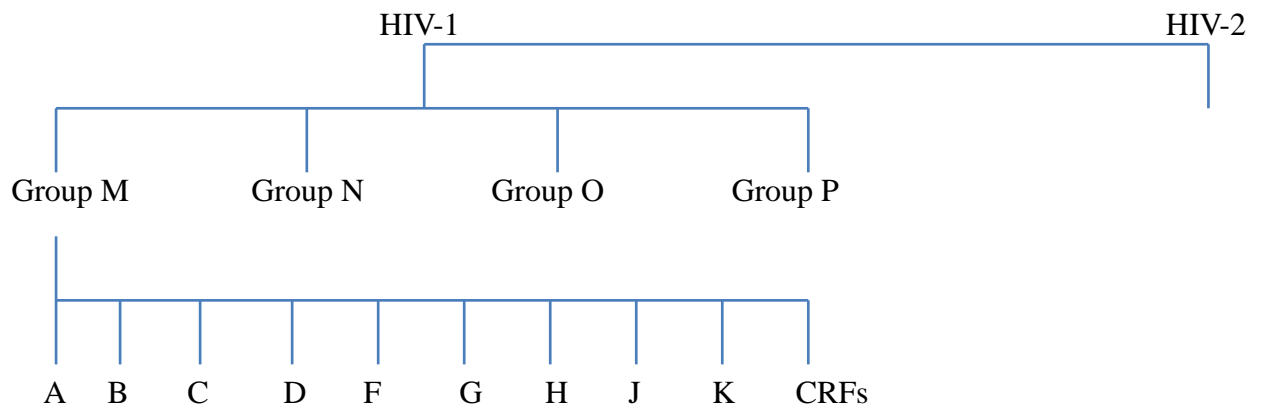 HIV-1 HIV-2
Group M Group N Group O Group P
A B C D F G H J K CRFs